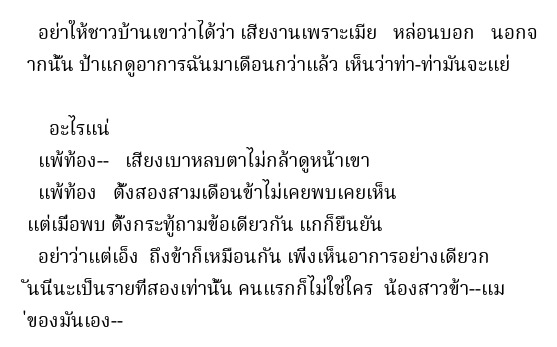 อย่าให้ชาวบ้านเขาว่าได้ว่า เสียงานเพราะเมีย หล่อนบอก นอกจ
ากนั้น ป้าแกดูอาการฉันมาเดือนกว่าแล้ว เห็นว่าท่า-ท่ามันจะแย่
อะไรแน่
แพ้ท้อง-- เสียงเบาหลบตาไม่กล้าดูหน้าเขา
แพ้ท้อง ตั้งสองสามเดือนข้าไม่เคยพบเคยเห็น
แต่เมื่อพบ ตั้งกระทู้ถามข้อเดียวกัน แกก็ยืนยัน
อย่าว่าแต่เอ็ง ถึงข้าก็เหมือนกัน เพิ่งเห็นอาการอย่างเดียวก
ันนี่นะเป็นรายที่สองเท่านั้น คนแรกก็ไม่ใช่ใคร น้องสาวข้า--แม
่ของมันเอง--